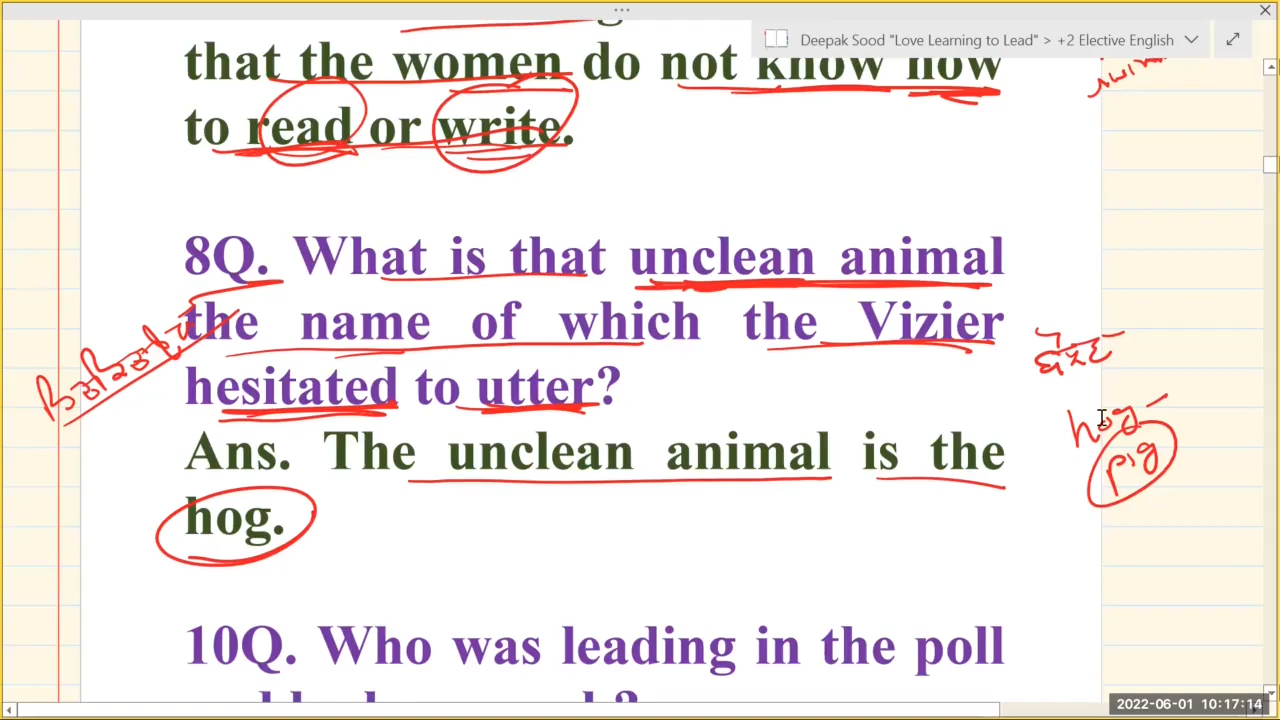 Deepak Sood "Love Learning to Lead" > +2 Elective English
that the women do not know how
to read or write.
8Q. What is that unclean animal
the name of which the Vizier
hesitated to utter?
Ans. The unclean animal is the
hog.
hog
pig
10Q. Who was leading in the poll
2022-06-01 10:17:14